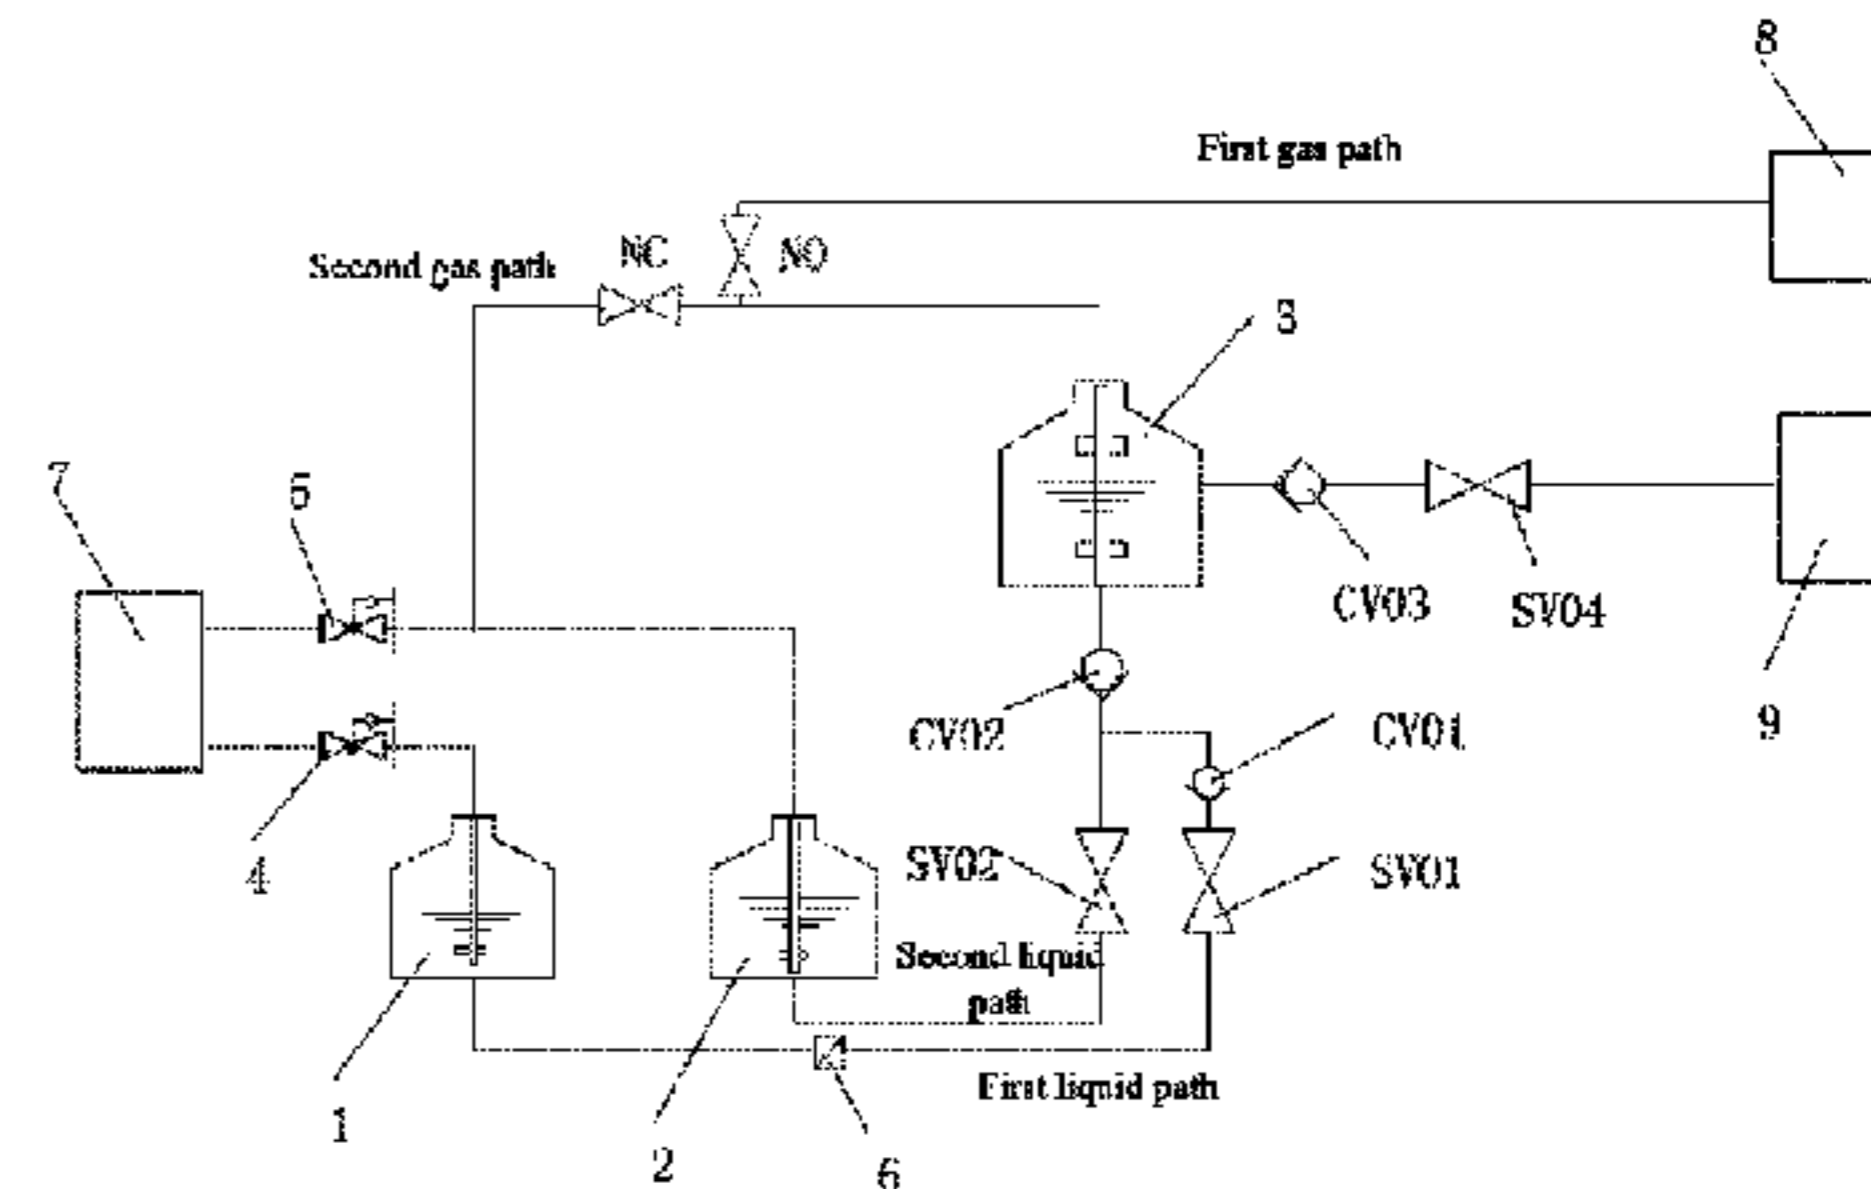 8
First gas path
NC
NO
Second gas path
3
7
5
CV03
SV04
CV02
CV01
9
4
SV02
SV01
Second liquid
path
First liquid path
1
2
6